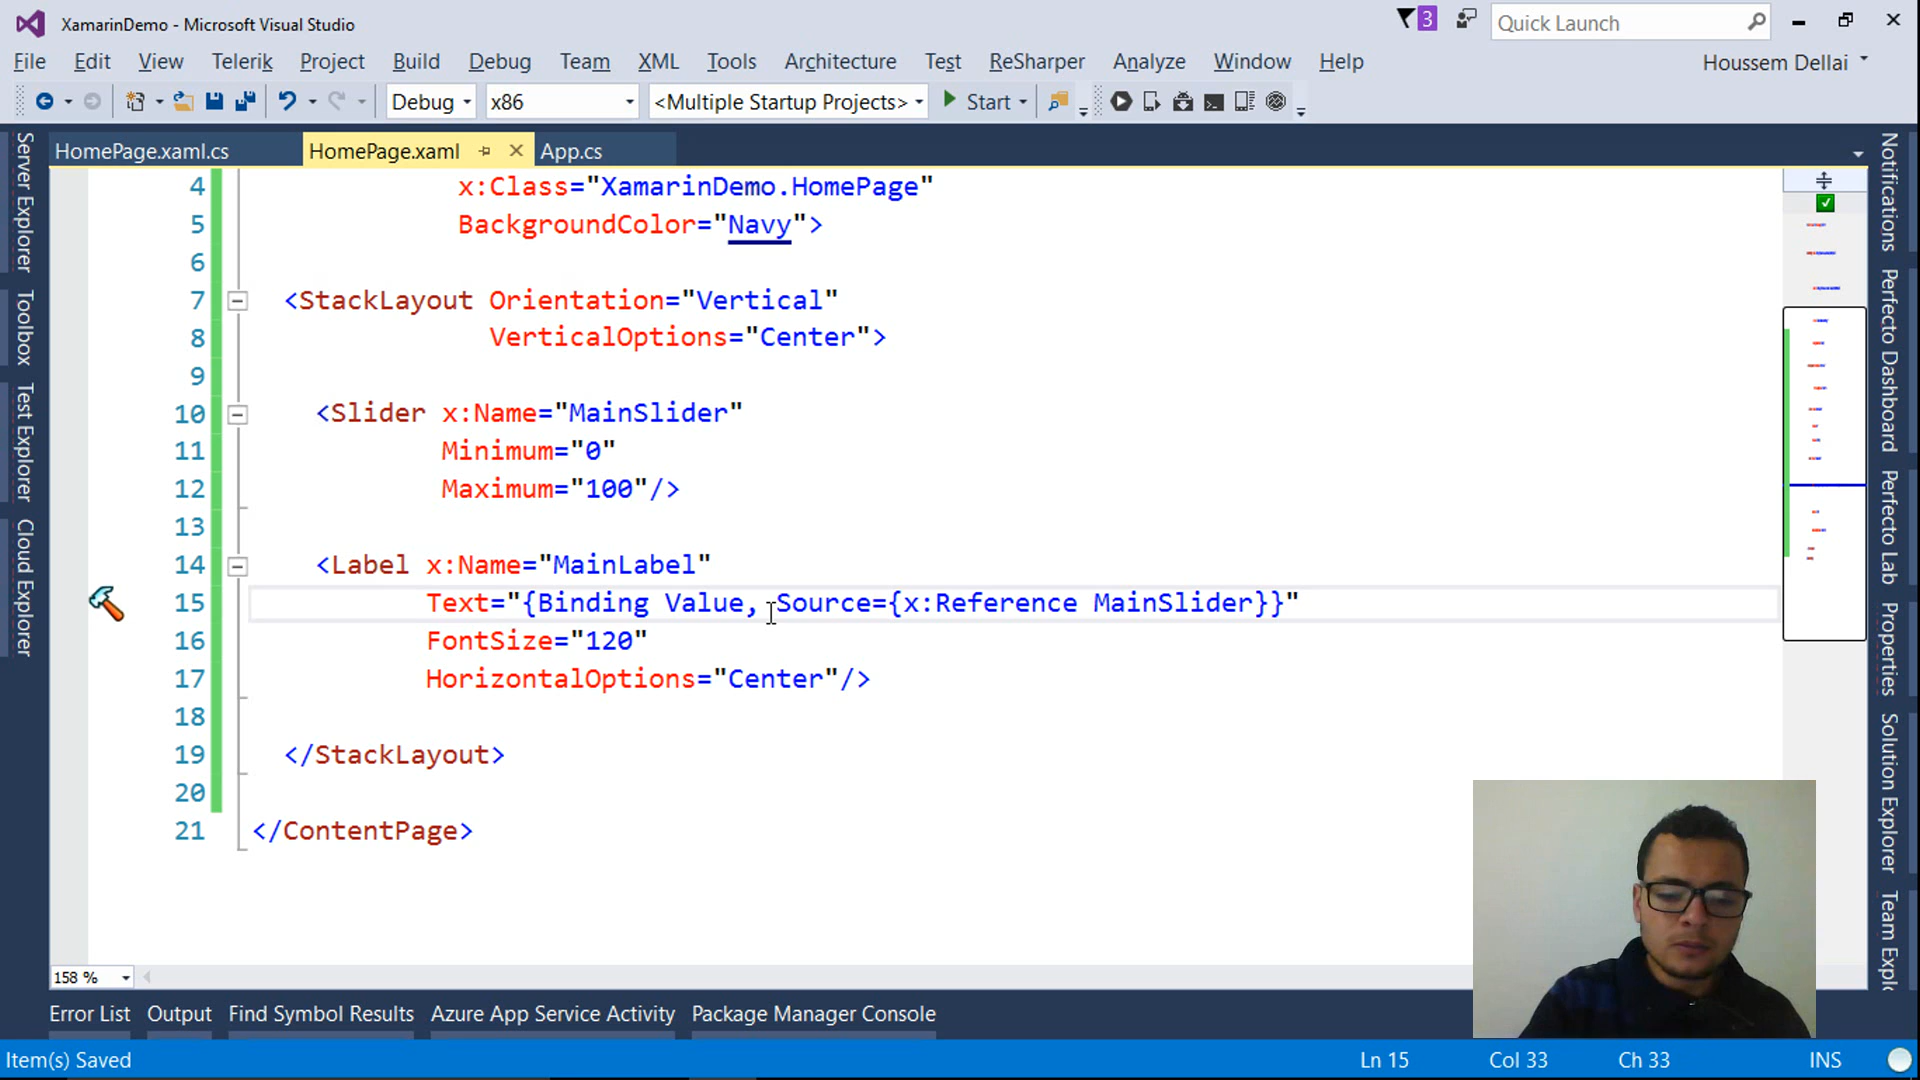 XamarinDemo - Microsoft Visual Studio
3
Quick Launch
File Edit View Telerik Project Build Debug Team XML Tools Architecture Test ReSharper Analyze Window Help
Houssem Dellai
Debug x86 <Multiple Startup Projects> Start
HomePage.xaml.cs HomePage.xaml App.cs
Server Explorer
Toolbox
Test Explorer
Cloud Explorer
4 x:Class="XamarinDemo.HomePage"
5 BackgroundColor="Navy">
6
7 <StackLayout Orientation="Vertical"
8 VerticalOptions="Center">
9
10 <Slider x:Name="MainSlider"
11 Minimum="0"
12 Maximum="100"/>
13
14 <Label x:Name="MainLabel"
15 Text="{Binding Value, Source={x:Reference MainSlider}}"
16 FontSize="120"
17 HorizontalOptions="Center"/>
18
19 </StackLayout>
20
21 </ContentPage>
Notifications
Perfecto Dashboard
Perfecto Lab
Properties
Solution Explorer
Team Explo
158 %
Error List Output Find Symbol Results Azure App Service Activity Package Manager Console
Item(s) Saved Ln 15 Col 33 Ch 33 INS